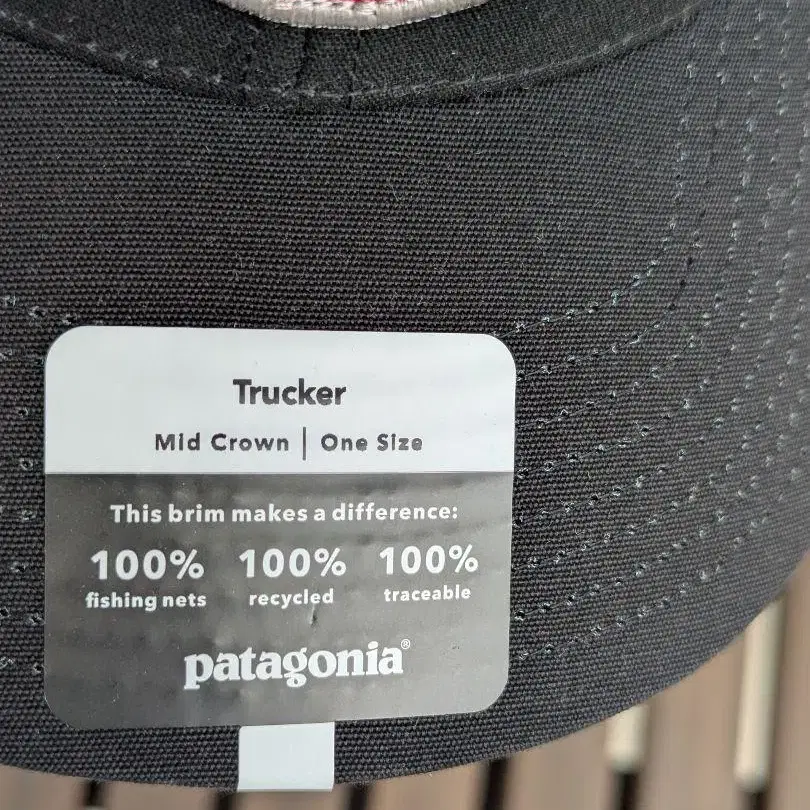 Trucker
Mid Crown | One Size
This brim makes a difference:
100% 100% 100%
fishing nets recycled traceable
patagonia®